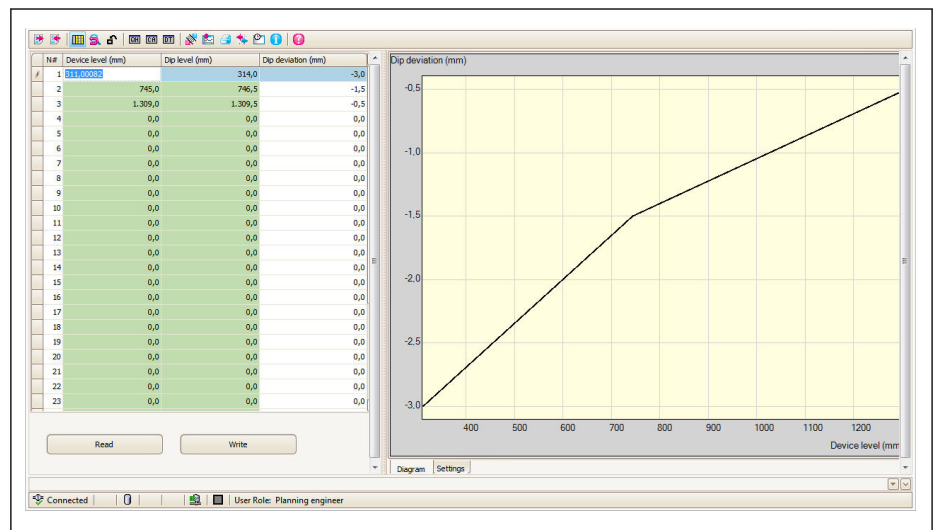 CH CA DT
N# Device level (mm) Dip level (mm) Dip deviation (mm)
1 311,00082 314,0 -3,0
2 745,0 746,5 -1,5
3 1.309,0 1.309,5 -0,5
4 0,0 0,0 0,0
5 0,0 0,0 0,0
6 0,0 0,0 0,0
7 0,0 0,0 0,0
8 0,0 0,0 0,0
9 0,0 0,0 0,0
10 0,0 0,0 0,0
11 0,0 0,0 0,0
12 0,0 0,0 0,0
13 0,0 0,0 0,0
14 0,0 0,0 0,0
15 0,0 0,0 0,0
16 0,0 0,0 0,0
17 0,0 0,0 0,0
18 0,0 0,0 0,0
19 0,0 0,0 0,0
20 0,0 0,0 0,0
21 0,0 0,0 0,0
22 0,0 0,0 0,0
23 0,0 0,0 0,0
Read Write
Dip deviation (mm)
-0,5
-1,0
-1,5
-2,0
-2,5
-3,0
400 500 600 700 800 900 1000 1100 1200
Device level (mm
Diagram Settings
Connected User Role: Planning engineer